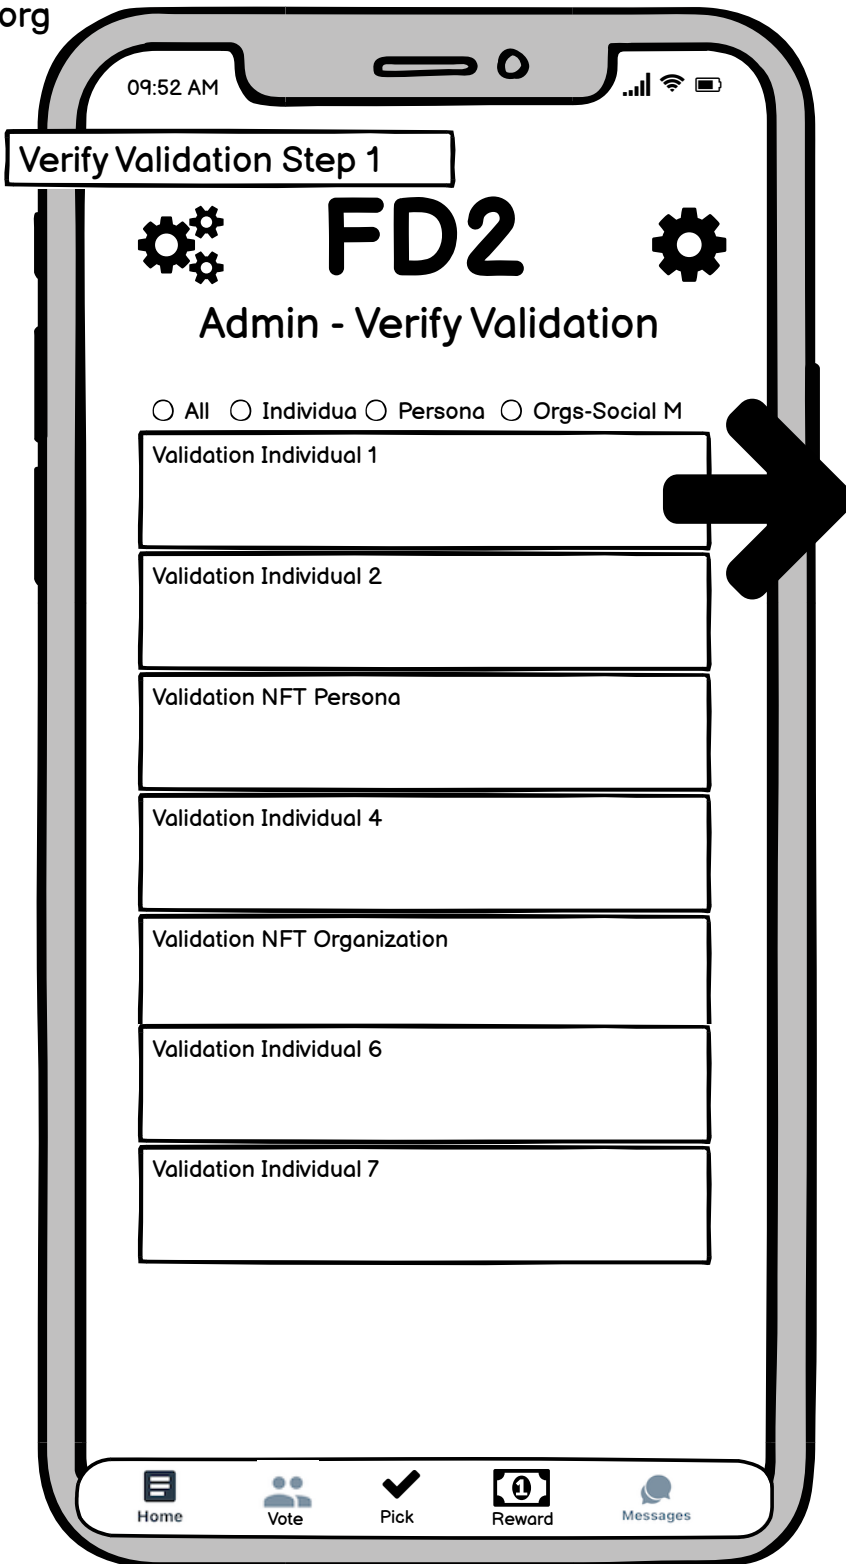 org
09:52 AM
Verify Validation Step 1
FD2
Admin - Verify Validation
All Individua Persona Orgs-Social M
Validation Individual 1
Validation Individual 2
Validation NFT Persona
Validation Individual 4
Validation NFT Organization
Validation Individual 6
Validation Individual 7
1
Home Vote Pick Reward Messages